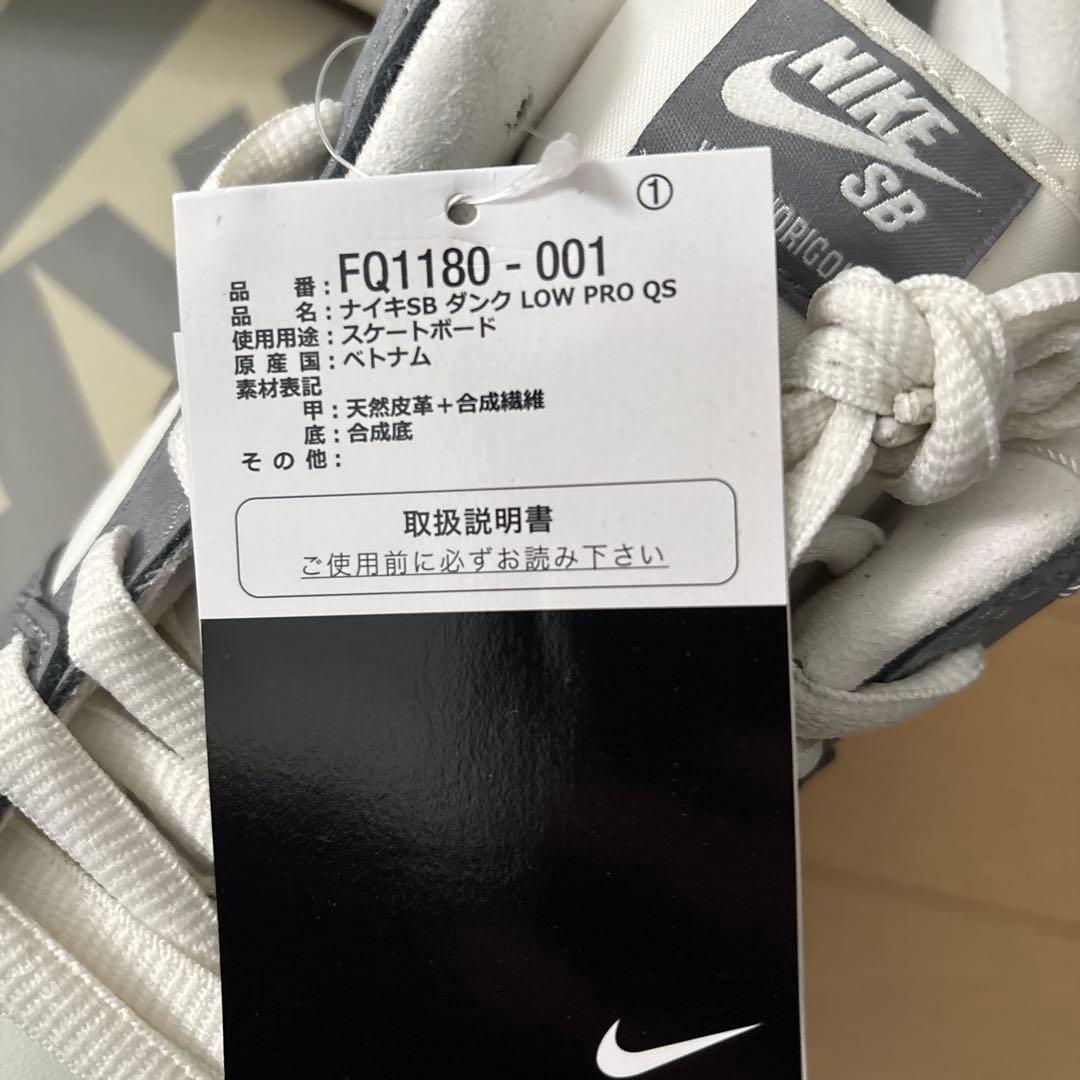 NIKE
SB
①
品番：FQ1180 - 001
品名：ナイキSB ダンク LOW PRO QS
使用用途：スケートボード
原産国：ベトナム
素材表記
甲：天然皮革＋合成繊維
底：合成底
その他：
取扱説明書
ご使用前に必ずお読み下さい